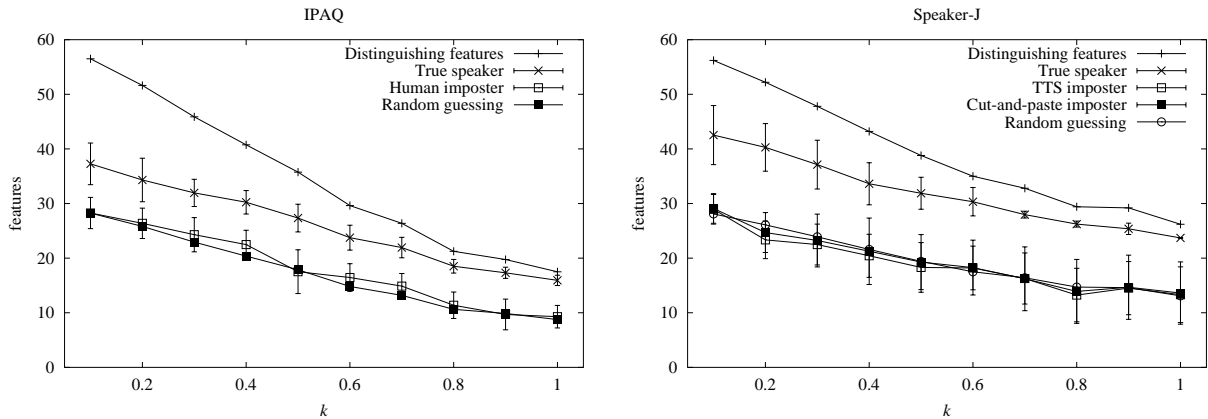 IPAQ
60
50
40
30
20
10
0
features
Distinguishing features
True speaker
Human imposter
Random guessing
0.2 0.4 0.6 0.8 1
k
Speaker-J
60
50
40
30
20
10
0
features
Distinguishing features
True speaker
TTS imposter
Cut-and-paste imposter
Random guessing
0.2 0.4 0.6 0.8 1
k